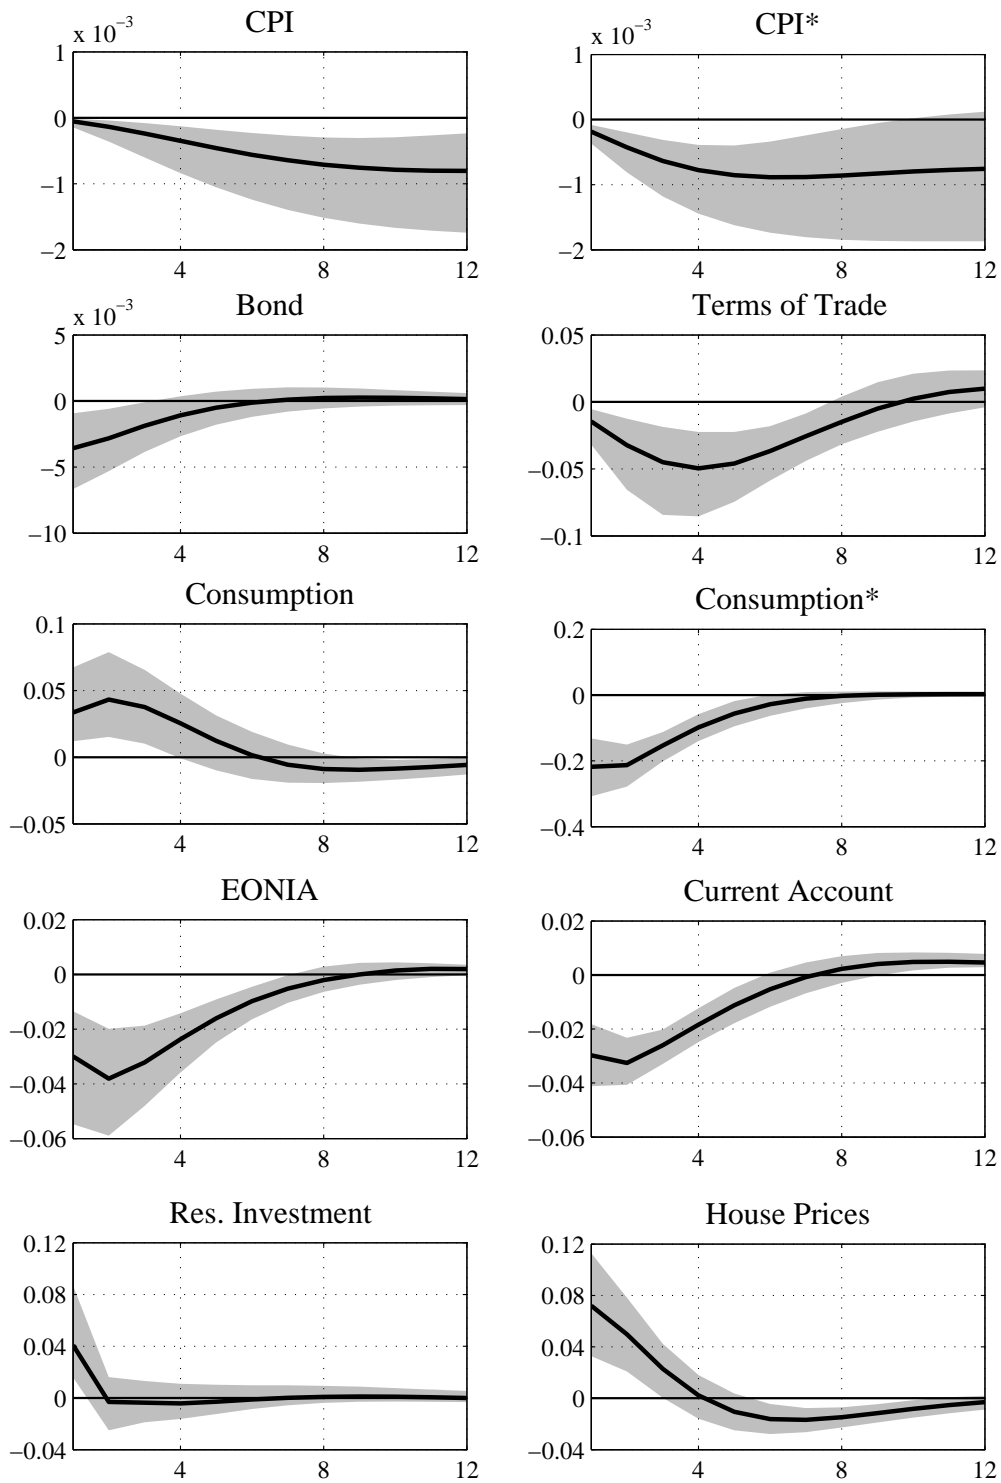 CPI
x 10−3
1
0
−1
−2
4 8 12
CPI*
x 10−3
1
0
−1
−2
4 8 12
Bond
x 10−3
5
0
−5
−10
4 8 12
Terms of Trade
0.05
0
−0.05
−0.1
4 8 12
Consumption
0.1
0.05
0
−0.05
4 8 12
Consumption*
0.2
0
−0.2
−0.4
4 8 12
EONIA
0.02
0
−0.02
−0.04
−0.06
4 8 12
Current Account
0.02
0
−0.02
−0.04
−0.06
4 8 12
Res. Investment
0.12
0.08
0.04
0
−0.04
4 8 12
House Prices
0.12
0.08
0.04
0
−0.04
4 8 12